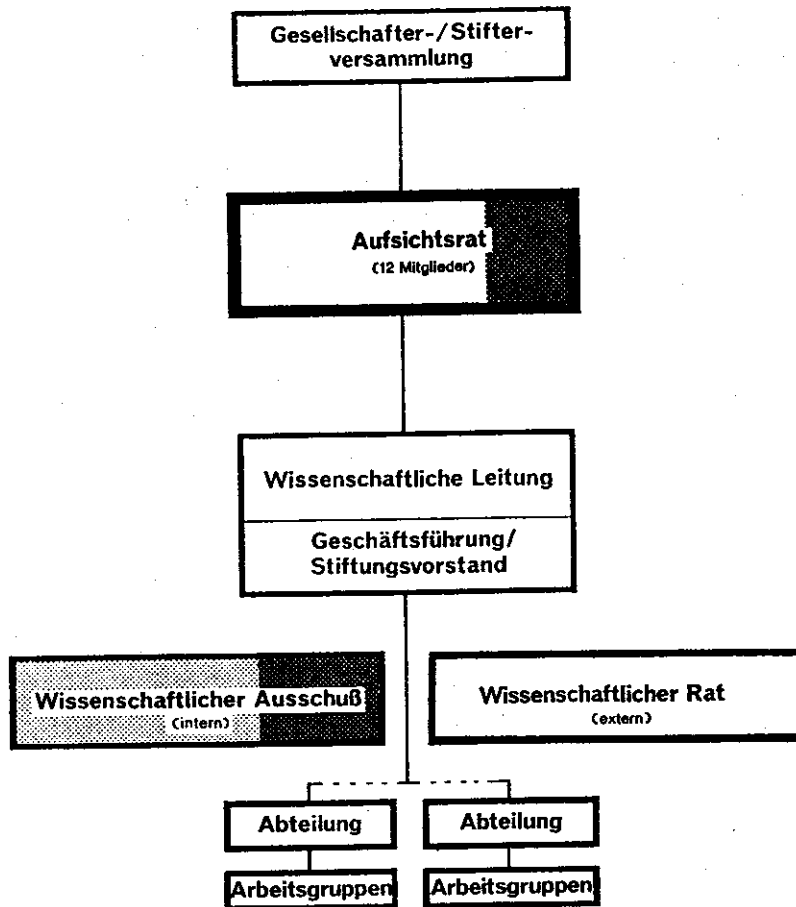 Gesellschafter-/Stifter-
versammlung
Aufsichtsrat
(12 Mitglieder)
Wissenschaftliche Leitung
Geschäftsführung/
Stiftungsvorstand
Wissenschaftlicher Ausschuß
(intern)
Wissenschaftlicher Rat
(extern)
Abteilung
Abteilung
Arbeitsgruppen
Arbeitsgruppen